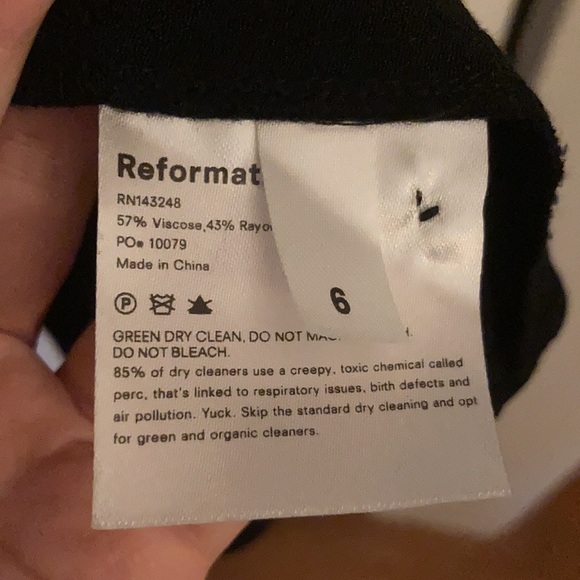 Reformat
RN143248
57% Viscose,43% Rayo
PO# 10079
Made in China
P
6
GREEN DRY CLEAN, DO NOT
DO NOT BLEACH.
85% of dry cleaners use a creepy, toxic chemical called
perc, that's linked to respiratory issues, birth defects and
air pollution. Yuck. Skip the standard dry cleaning and opt
for green and organic cleaners.